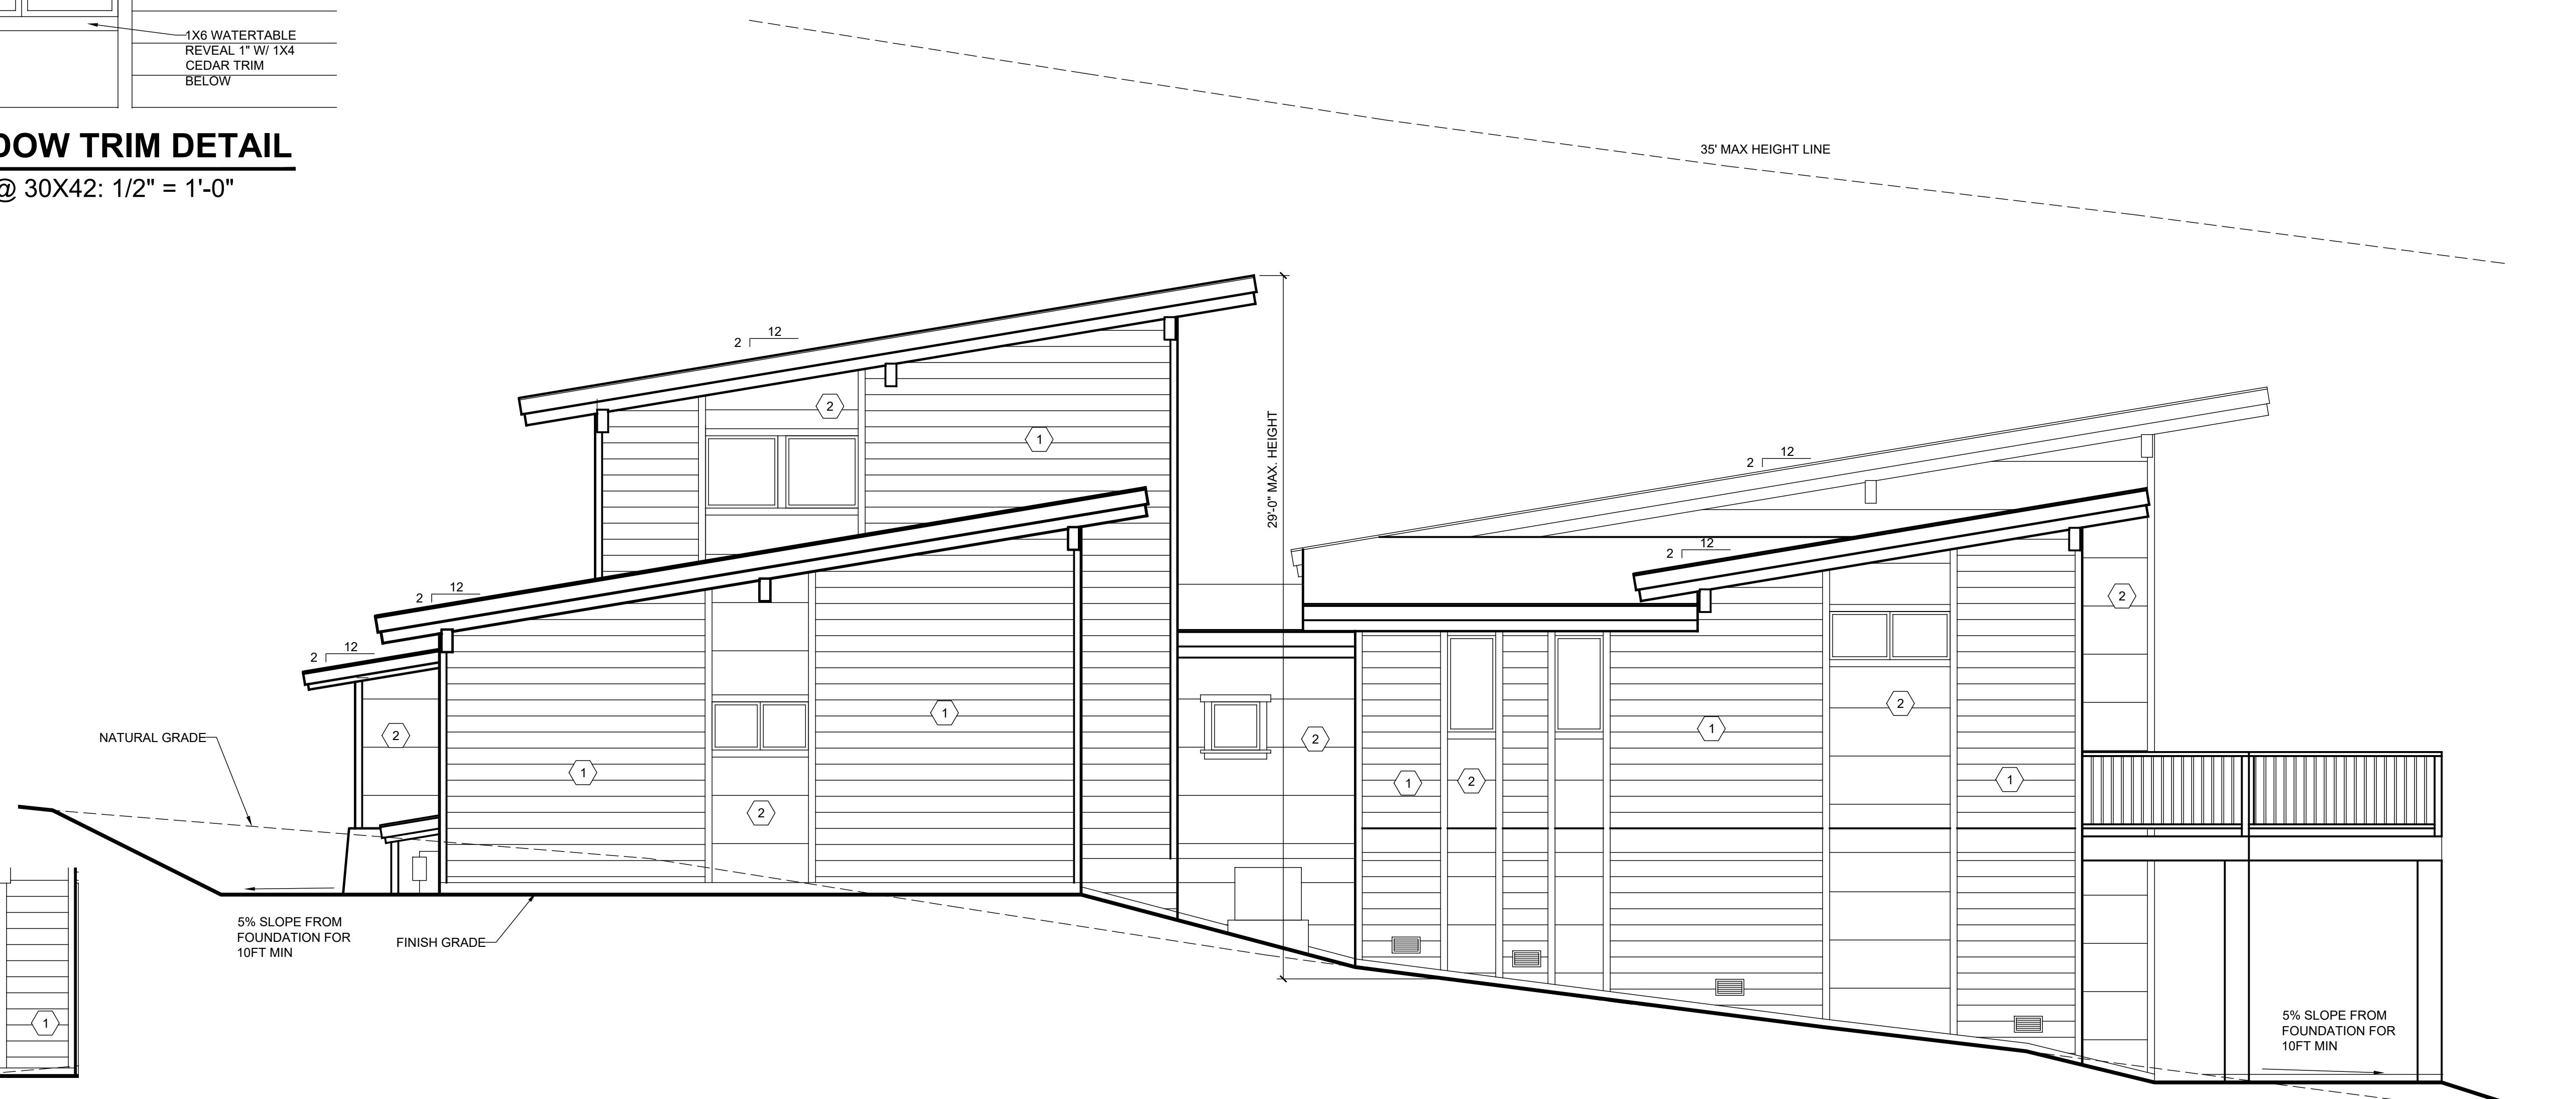 1X6 WATERTABLE
REVEAL 1" W/ 1X4
CEDAR TRIM
BELOW
DOW TRIM DETAIL
@ 30X42: 1/2" = 1'-0"
35' MAX HEIGHT LINE
12
2
2
1
29'-0" MAX. HEIGHT
12
2
12
2
12
2
2
12
2
1
2
2
1
NATURAL GRADE
2
2
1
1
2
1
1
2
5% SLOPE FROM
FOUNDATION FOR
10FT MIN
FINISH GRADE
1
5% SLOPE FROM
FOUNDATION FOR
10FT MIN